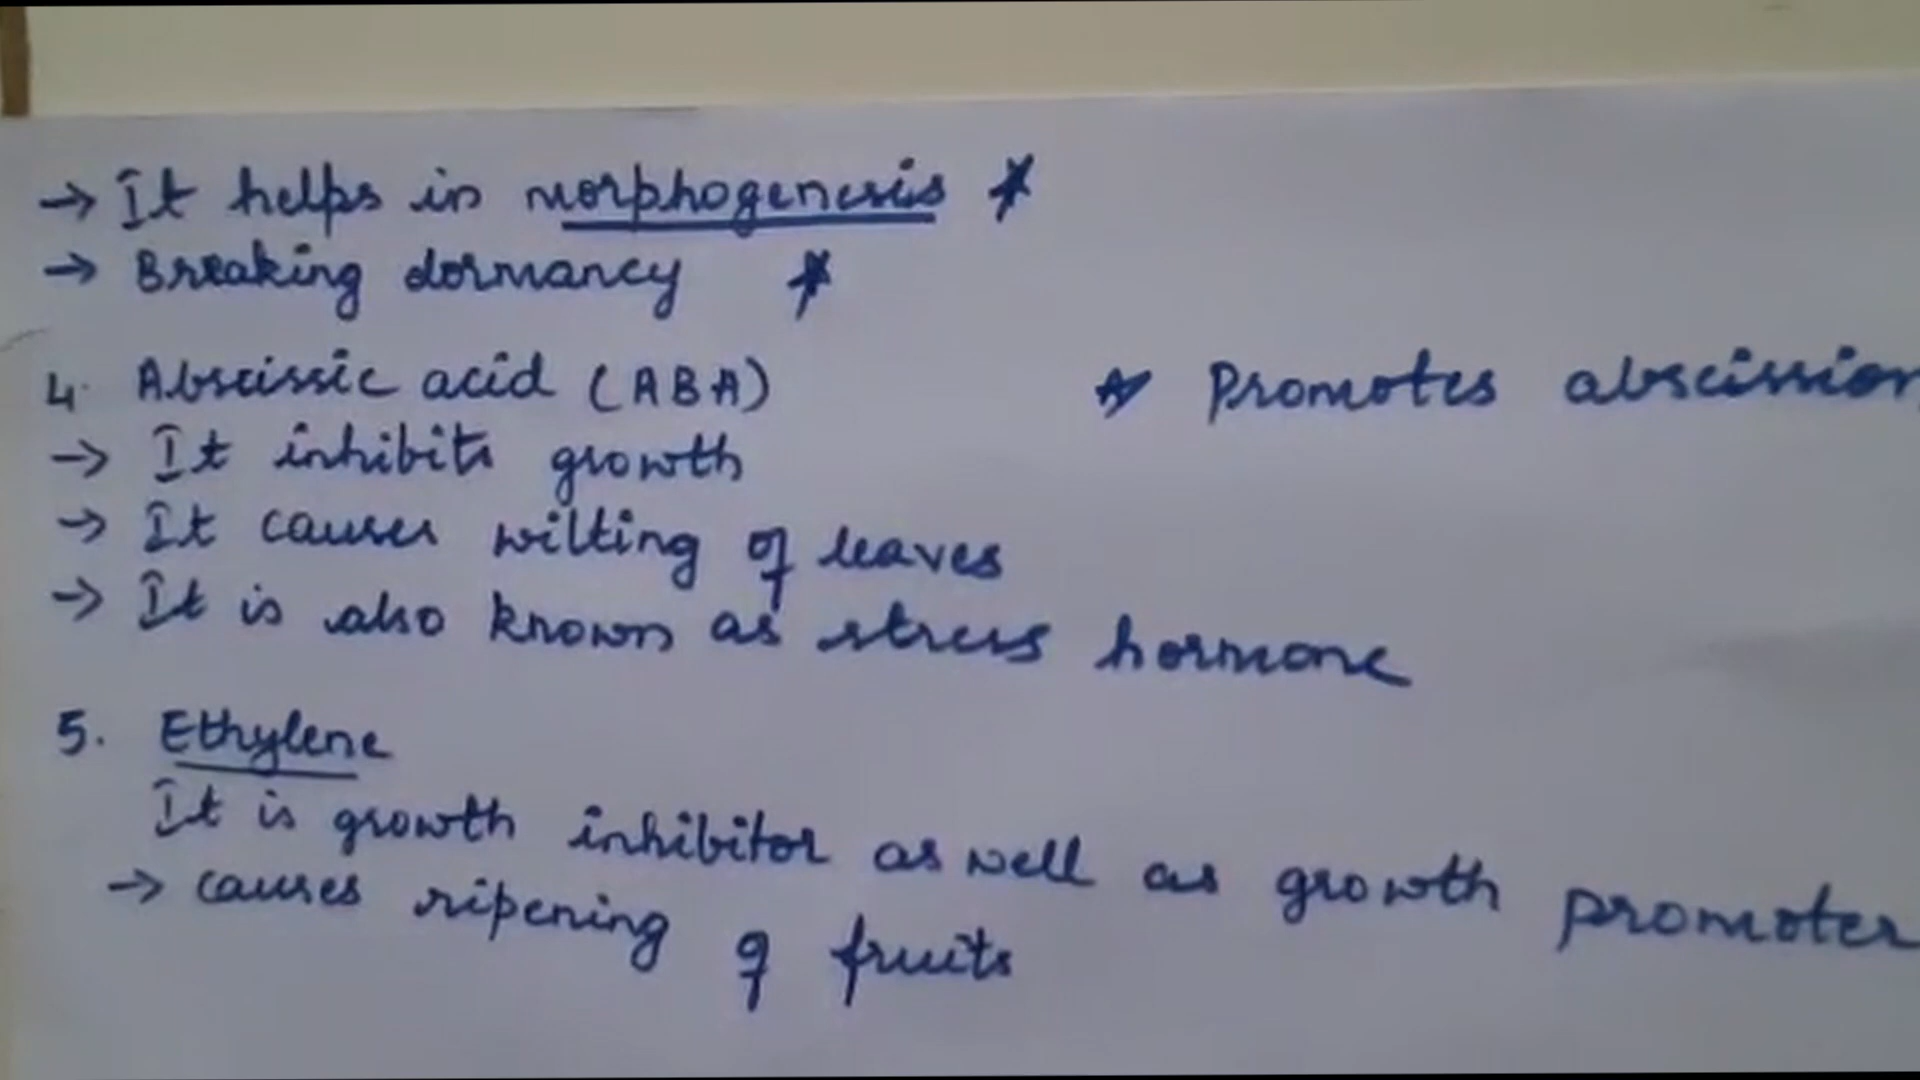 → It helps in morphogenesis *
→ Breaking dormancy *
4. Abscissic acid (ABA) * Promotes abscission
→ It inhibits growth
→ It causes wilting of leaves
→ It is also known as stress hormone
5. Ethylene
It is growth inhibitor as well as growth promoter
→ causes ripening of fruits